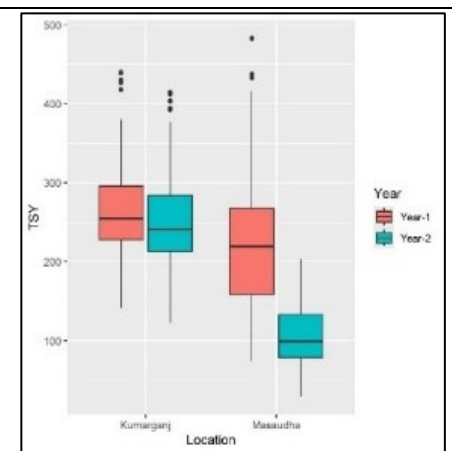 500
400
300
200
100
TSY
Kumarganj
Masaudha
Location
Year
Year-1
Year-2